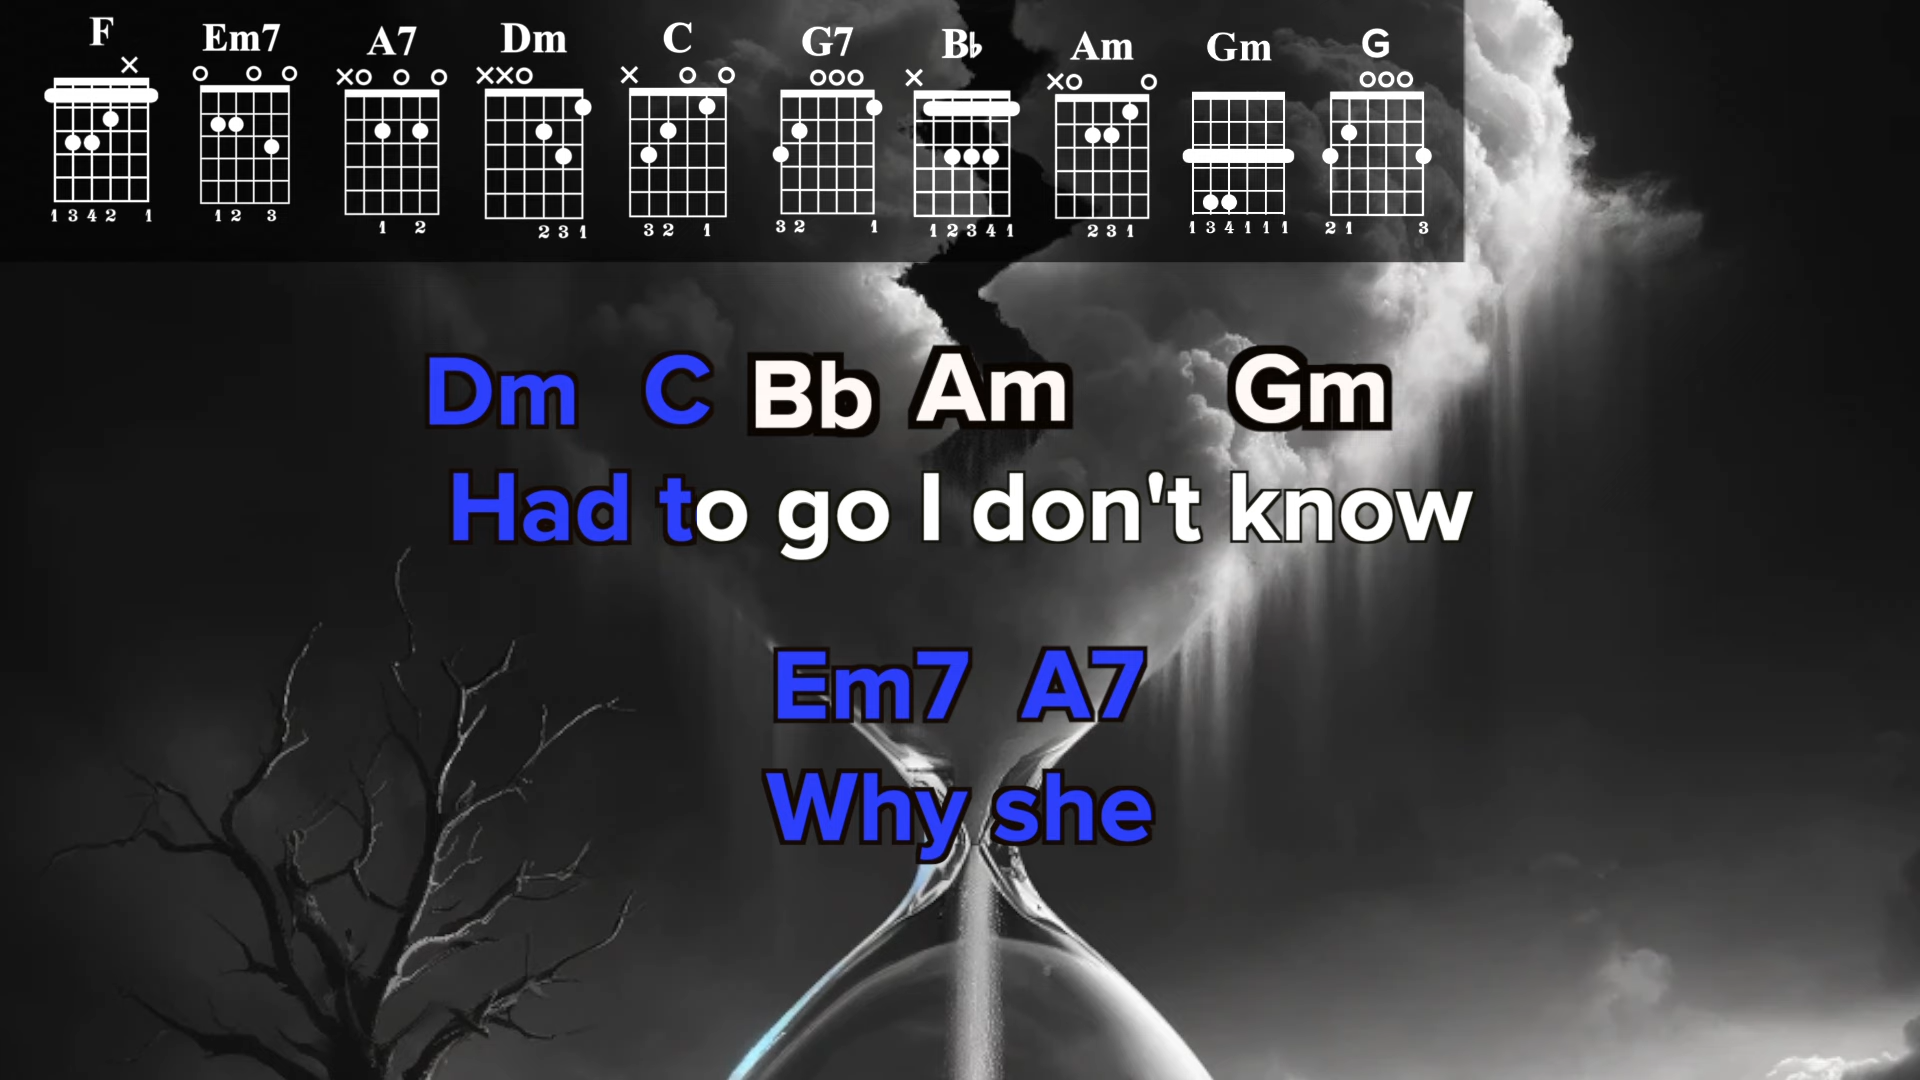 F Em7 A7 Dm C G7 B♭ Am Gm G
× ○ ○ ○ ×○ ○ ○ ××○ × ○ ○ ○○○ × ×○ ○ ○○○
1 3 4 2 1 1 2 3 1 2 2 3 1 3 2 1 3 2 1 1 2 3 4 1 2 3 1 1 3 4 1 1 1 2 1 3
Dm C Bb Am Gm
Had to go I don't know
Em7 A7
Why she